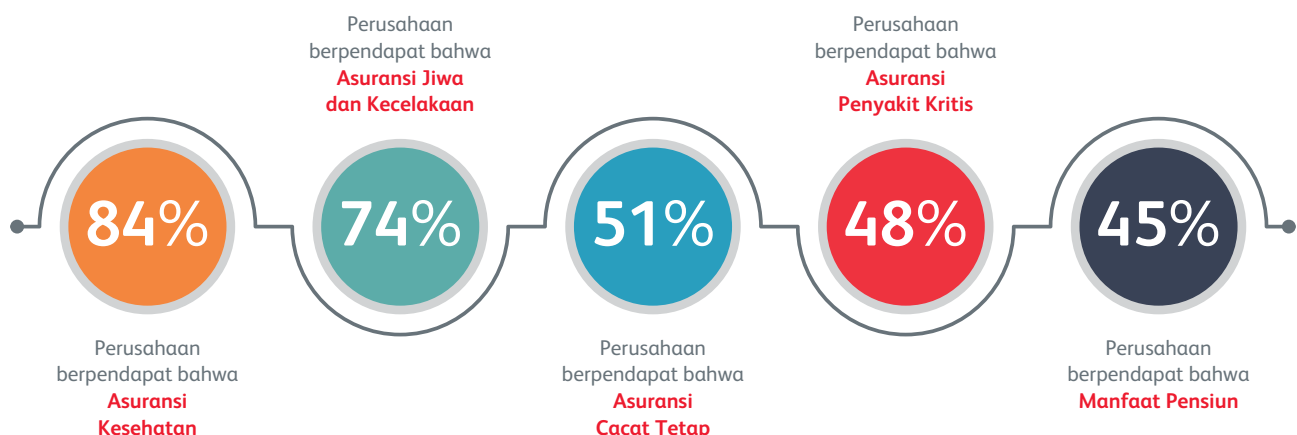 Perusahaan
berpendapat bahwa
Asuransi Jiwa
dan Kecelakaan
Perusahaan
berpendapat bahwa
Asuransi
Penyakit Kritis
84%
74%
51%
48%
45%
Perusahaan
berpendapat bahwa
Asuransi
Kesehatan
Perusahaan
berpendapat bahwa
Asuransi
Cacat Tetap
Perusahaan
berpendapat bahwa
Manfaat Pensiun